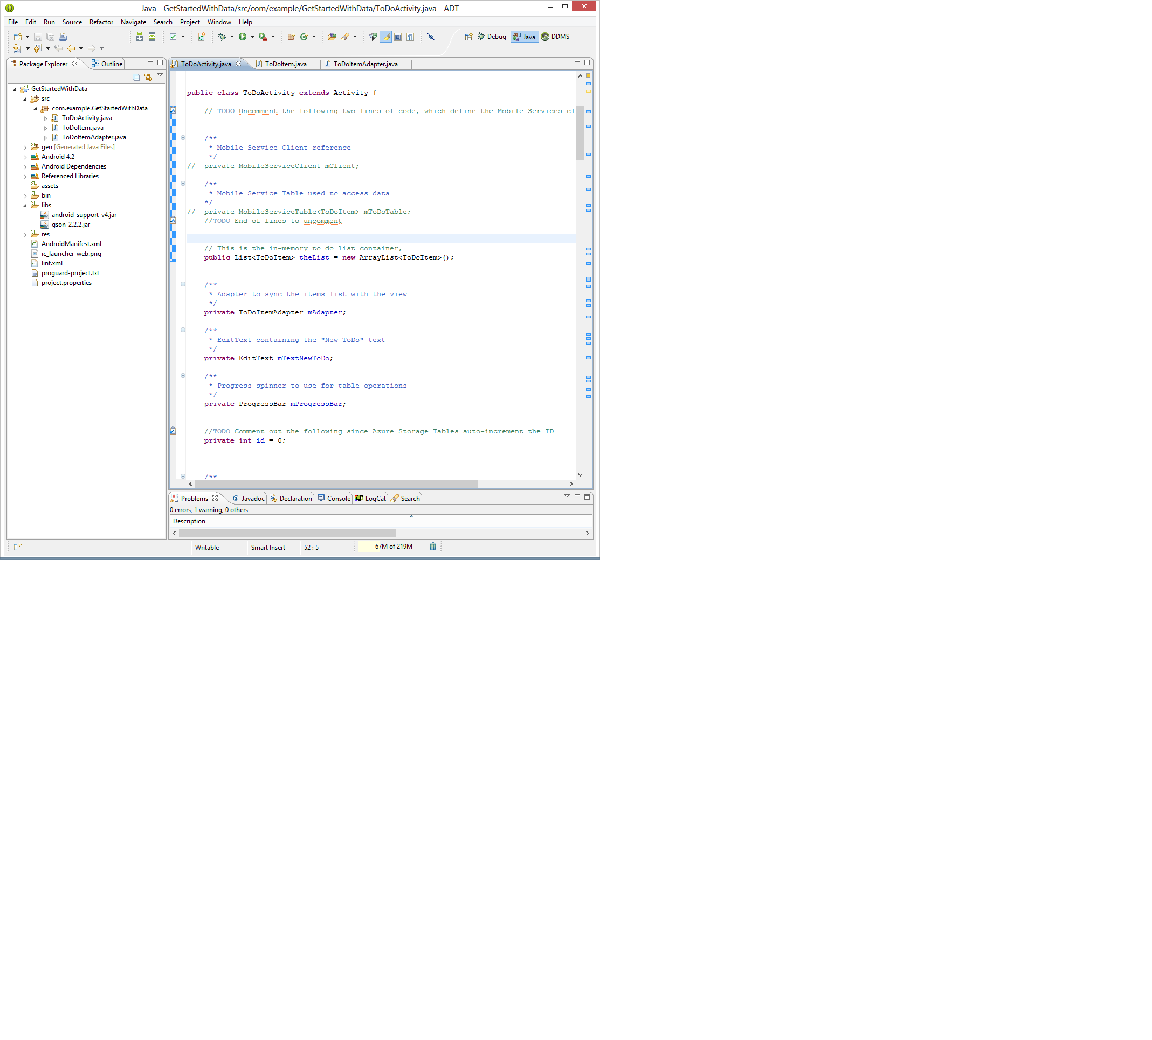 Java - GetStartedWithData/src/com/example/GetStartedWithData/ToDoActivity.java - ADT
File Edit Run Source Refactor Navigate Search Project Window Help
Debug Java DDMS
Package Explorer Outline
GetStartedWithData
src
com.example.GetStartedWithData
ToDoActivity.java
ToDoItem.java
ToDoItemAdapter.java
gen [Generated Java Files]
Android 4.2
Android Dependencies
Referenced Libraries
assets
bin
libs
android-support-v4.jar
gson-2.2.2.jar
res
AndroidManifest.xml
ic_launcher-web.png
lint.xml
proguard-project.txt
project.properties
ToDoActivity.java ToDoItem.java ToDoItemAdapter.java
public class ToDoActivity extends Activity {
// TODO Uncomment the following two lines of code, which define the Mobile Services cl
/**
* Mobile Service Client reference
*/
// private MobileServiceClient mClient;
/**
* Mobile Service Table used to access data
*/
// private MobileServiceTable<ToDoItem> mToDoTable;
//TODO End of lines to uncomment
// This is the in-memory to do list container,
public List<ToDoItem> theList = new ArrayList<ToDoItem>();
/**
* Adapter to sync the items list with the view
*/
private ToDoItemAdapter mAdapter;
/**
* EditText containing the "New ToDo" text
*/
private EditText mTextNewToDo;
/**
* Progress spinner to use for table operations
*/
private ProgressBar mProgressBar;
//TODO Comment out the following since Azure Storage Tables auto-increment the ID
private int id = 0;
/**
Problems Javadoc Declaration Console LogCat Search
0 errors, 1 warning, 0 others
Description
Writable Smart Insert 52 : 5 67M of 219M